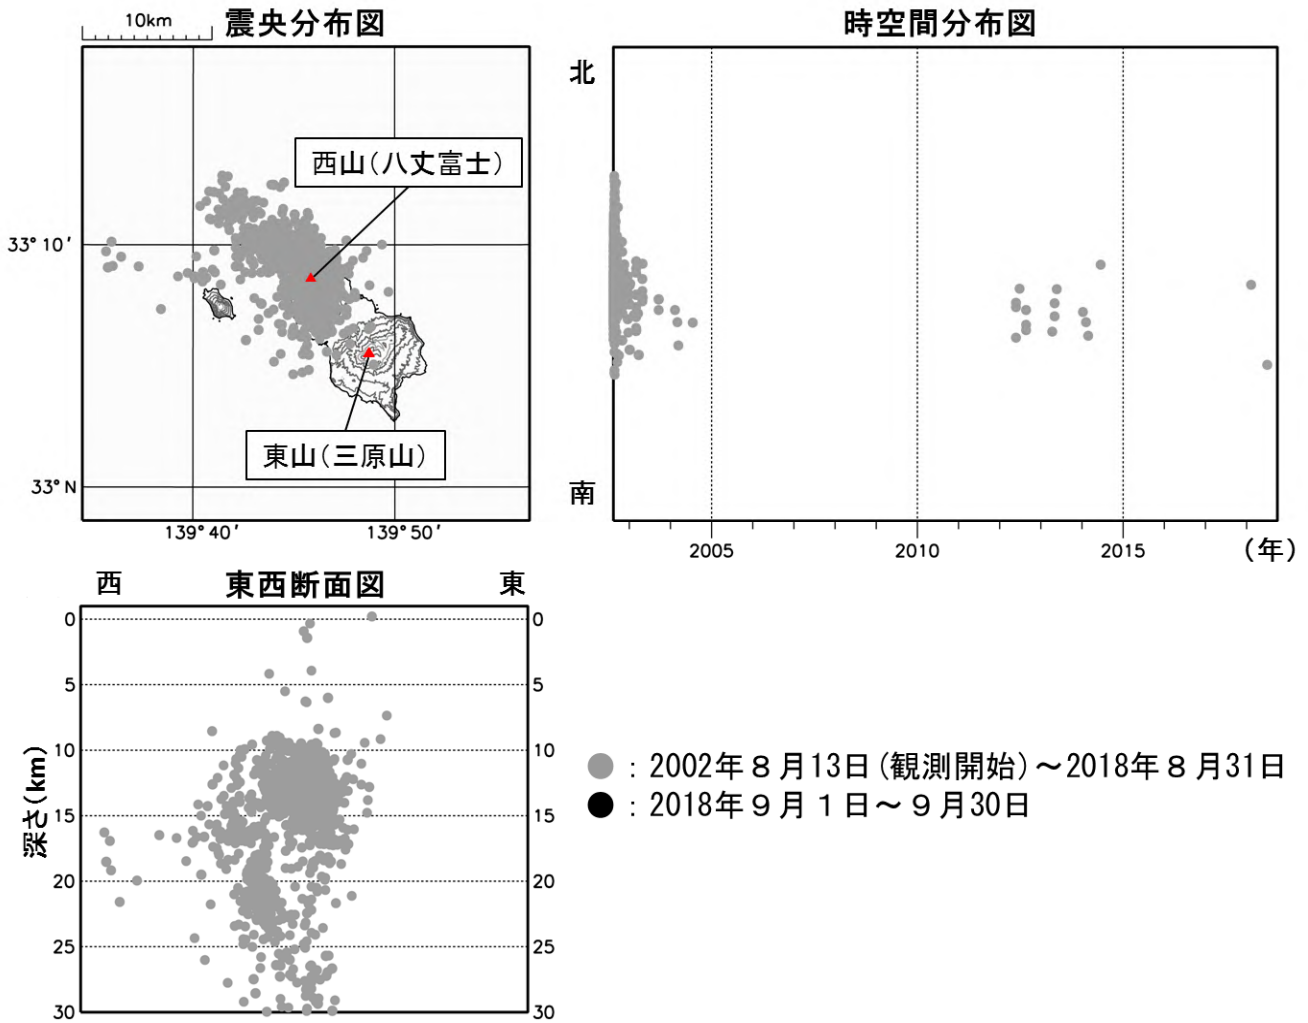 10km
震央分布図
西山（八丈富士）
33° 10′
東山（三原山）
33° N
139° 40′
139° 50′
時空間分布図
北
南
2005
2010
2015
（年）
西
東西断面図
東
深さ(km)
0
0
5
5
10
10
15
15
20
20
25
25
30
30
：2002年８月13日（観測開始）～2018年８月31日
：2018年９月１日～９月30日